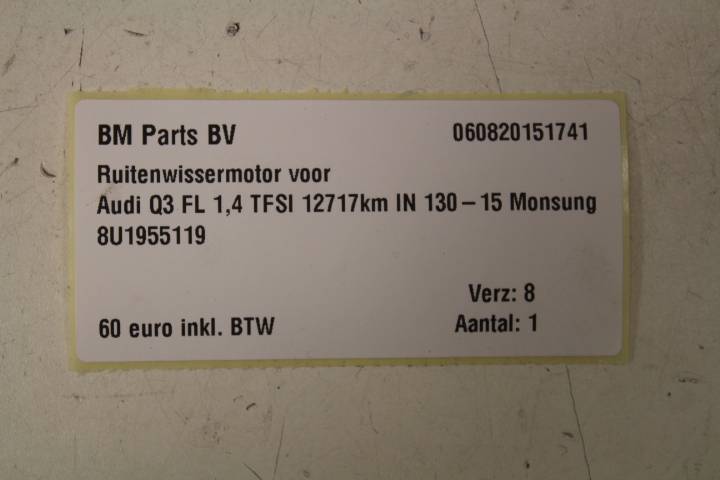 BM Parts BV 060820151741
Ruitenwissermotor voor
Audi Q3 FL 1,4 TFSI 12717km IN 130 – 15 Monsung
8U1955119
Verz: 8
60 euro inkl. BTW Aantal: 1